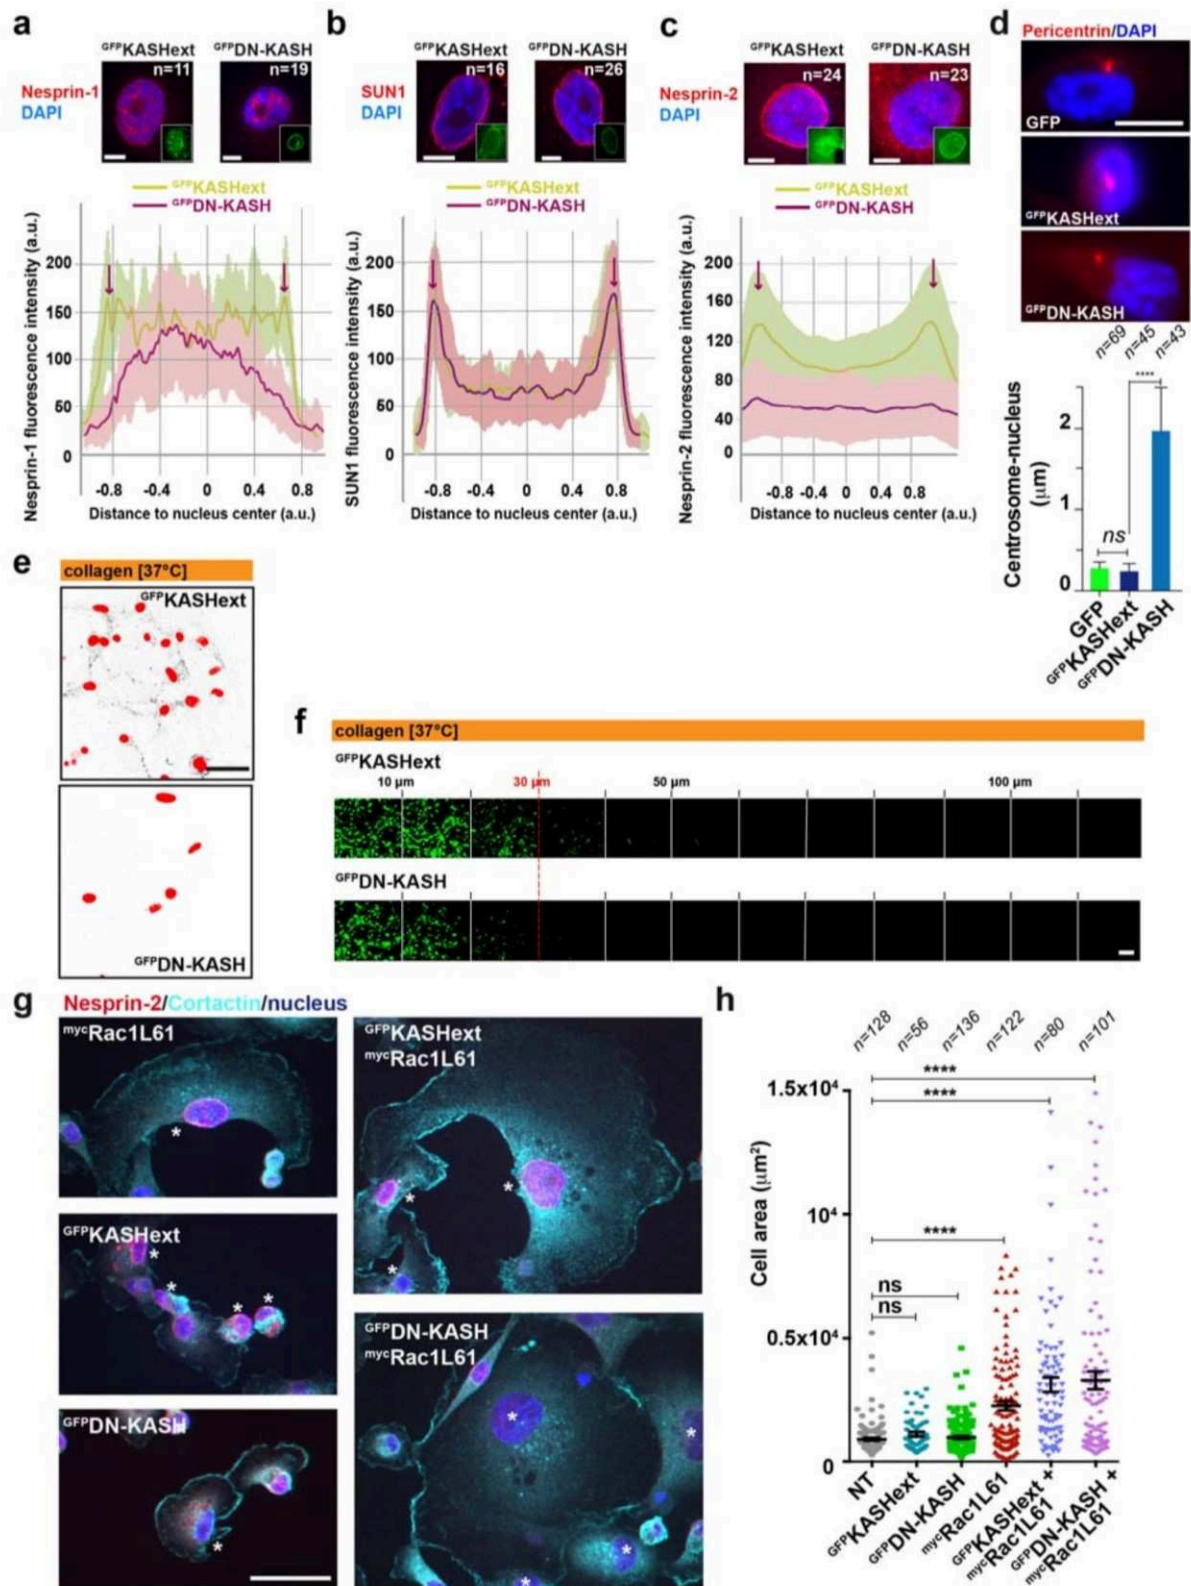 a
GFPKASHext
GFPDN-KASH
n=11
n=19
Nesprin-1
DAPI
GFPKASHext
GFPDN-KASH
Nesprin-1 fluorescence intensity (a.u.)
200
150
100
50
0
-0.8 -0.4 0 0.4 0.8
Distance to nucleus center (a.u.)
b
GFPKASHext
GFPDN-KASH
n=16
n=26
SUN1
DAPI
GFPKASHext
GFPDN-KASH
SUN1 fluorescence intensity (a.u.)
200
150
100
50
0
-0.8 -0.4 0 0.4 0.8
Distance to nucleus center (a.u.)
c
GFPKASHext
GFPDN-KASH
n=24
n=23
Nesprin-2
DAPI
GFPKASHext
GFPDN-KASH
Nesprin-2 fluorescence intensity (a.u.)
200
160
120
80
40
0
-0.8 -0.4 0 0.4 0.8
Distance to nucleus center (a.u.)
d
Pericentrin/DAPI
GFP
GFPKASHext
GFPDN-KASH
n=69
n=45
n=43
****
ns
Centrosome-nucleus
(μm)
2
1
0
GFP
GFPKASHext
GFPDN-KASH
e
collagen [37°C]
GFPKASHext
GFPDN-KASH
f
collagen [37°C]
GFPKASHext
10 μm 30 μm 50 μm 100 μm
GFPDN-KASH
g
Nesprin-2/Cortactin/nucleus
mycRac1L61
*
GFPKASHext
* * * *
GFPDN-KASH
*
GFPKASHext
mycRac1L61
* * *
GFPDN-KASH
mycRac1L61
* * * *
h
n=128
n=56
n=136
n=122
n=80
n=101
****
****
****
ns
ns
Cell area (μm²)
1.5x10⁴
10⁴
0.5x10⁴
0
NT
GFPKASHext
GFPDN-KASH
mycRac1L61
GFPKASHext +
mycRac1L61
GFPDN-KASH +
mycRac1L61